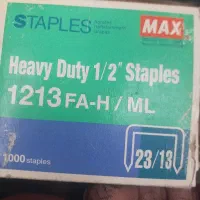 STAPLES
MAX
Heavy Duty 1/2" Staples
1213 FA-H/ML
1000 staples
23/13